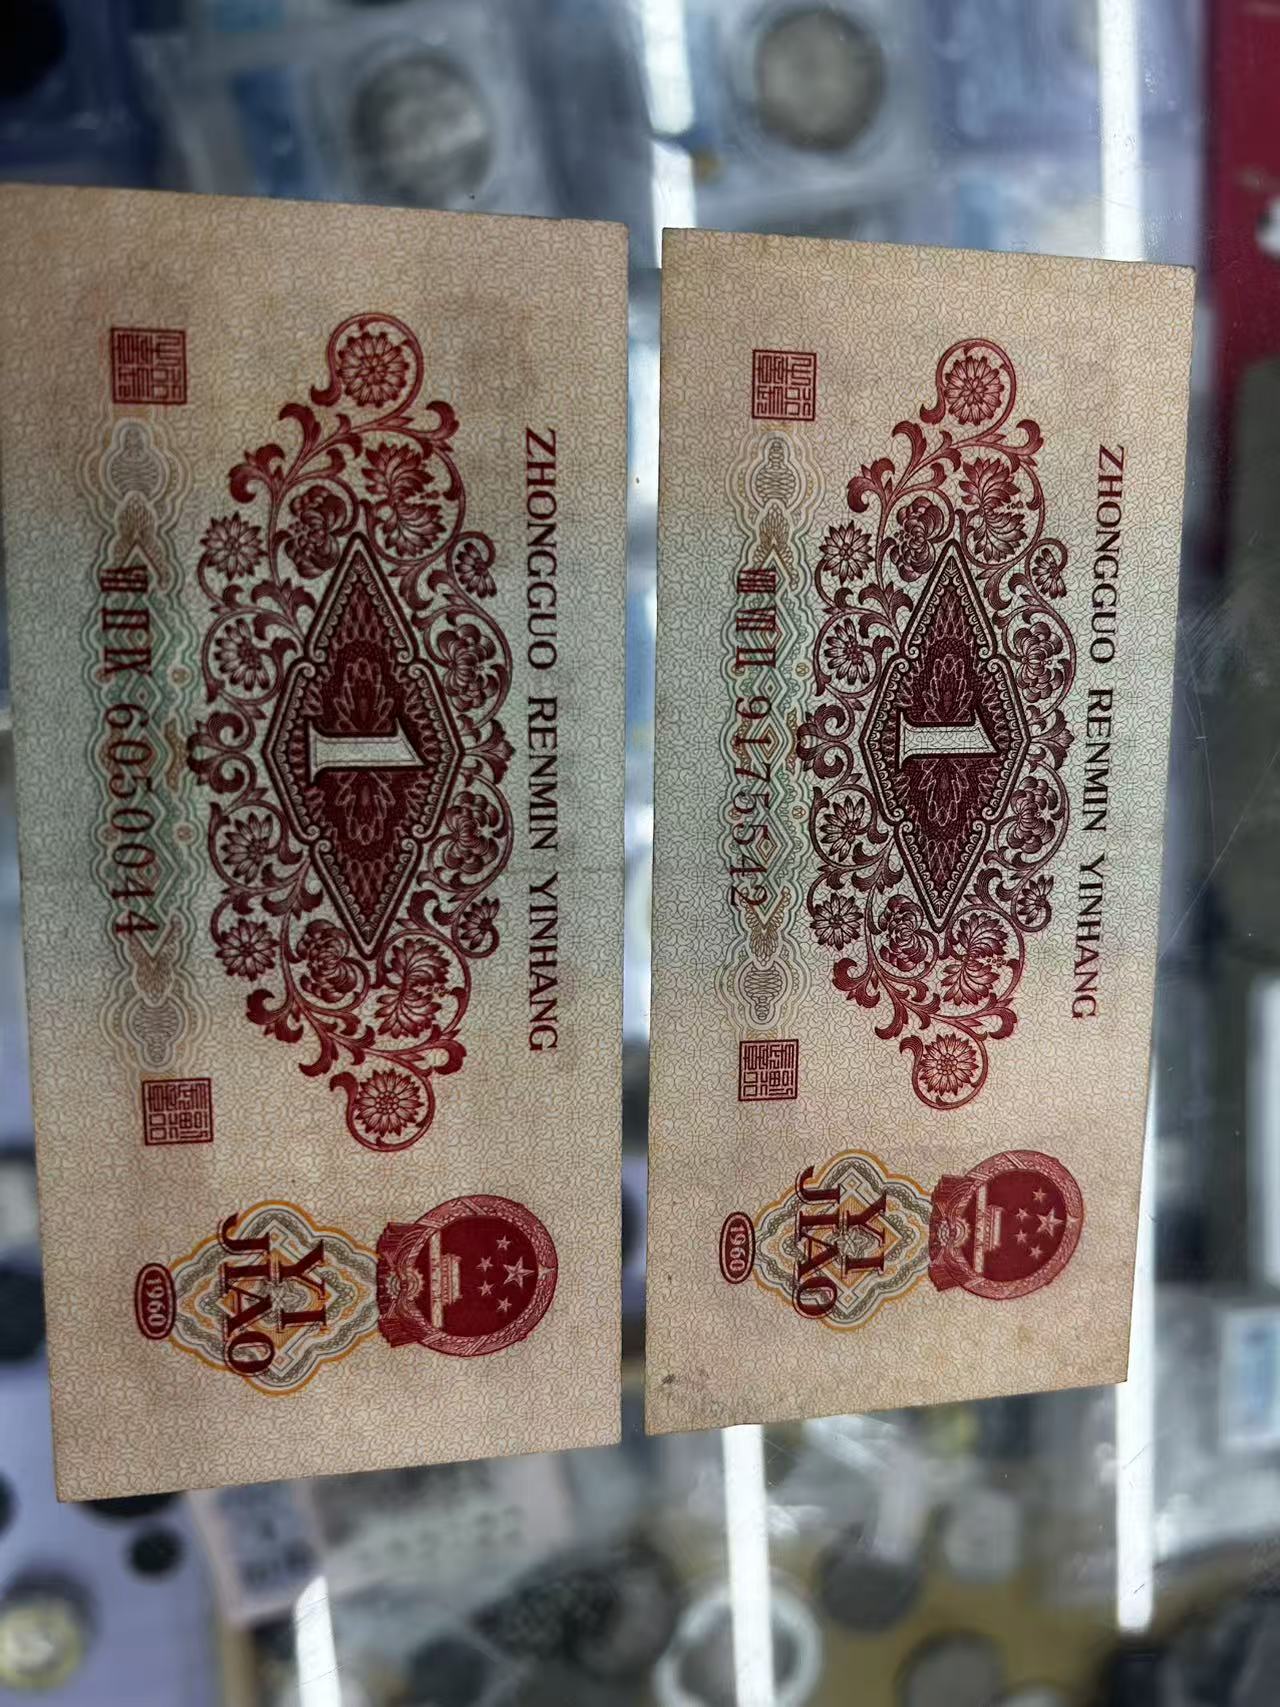 ZHONGGUO RENMIN YINHANG
1
6050044
YI
JIAO
1960
ZHONGGUO RENMIN YINHANG
1
9175542
YI
JIAO
1960